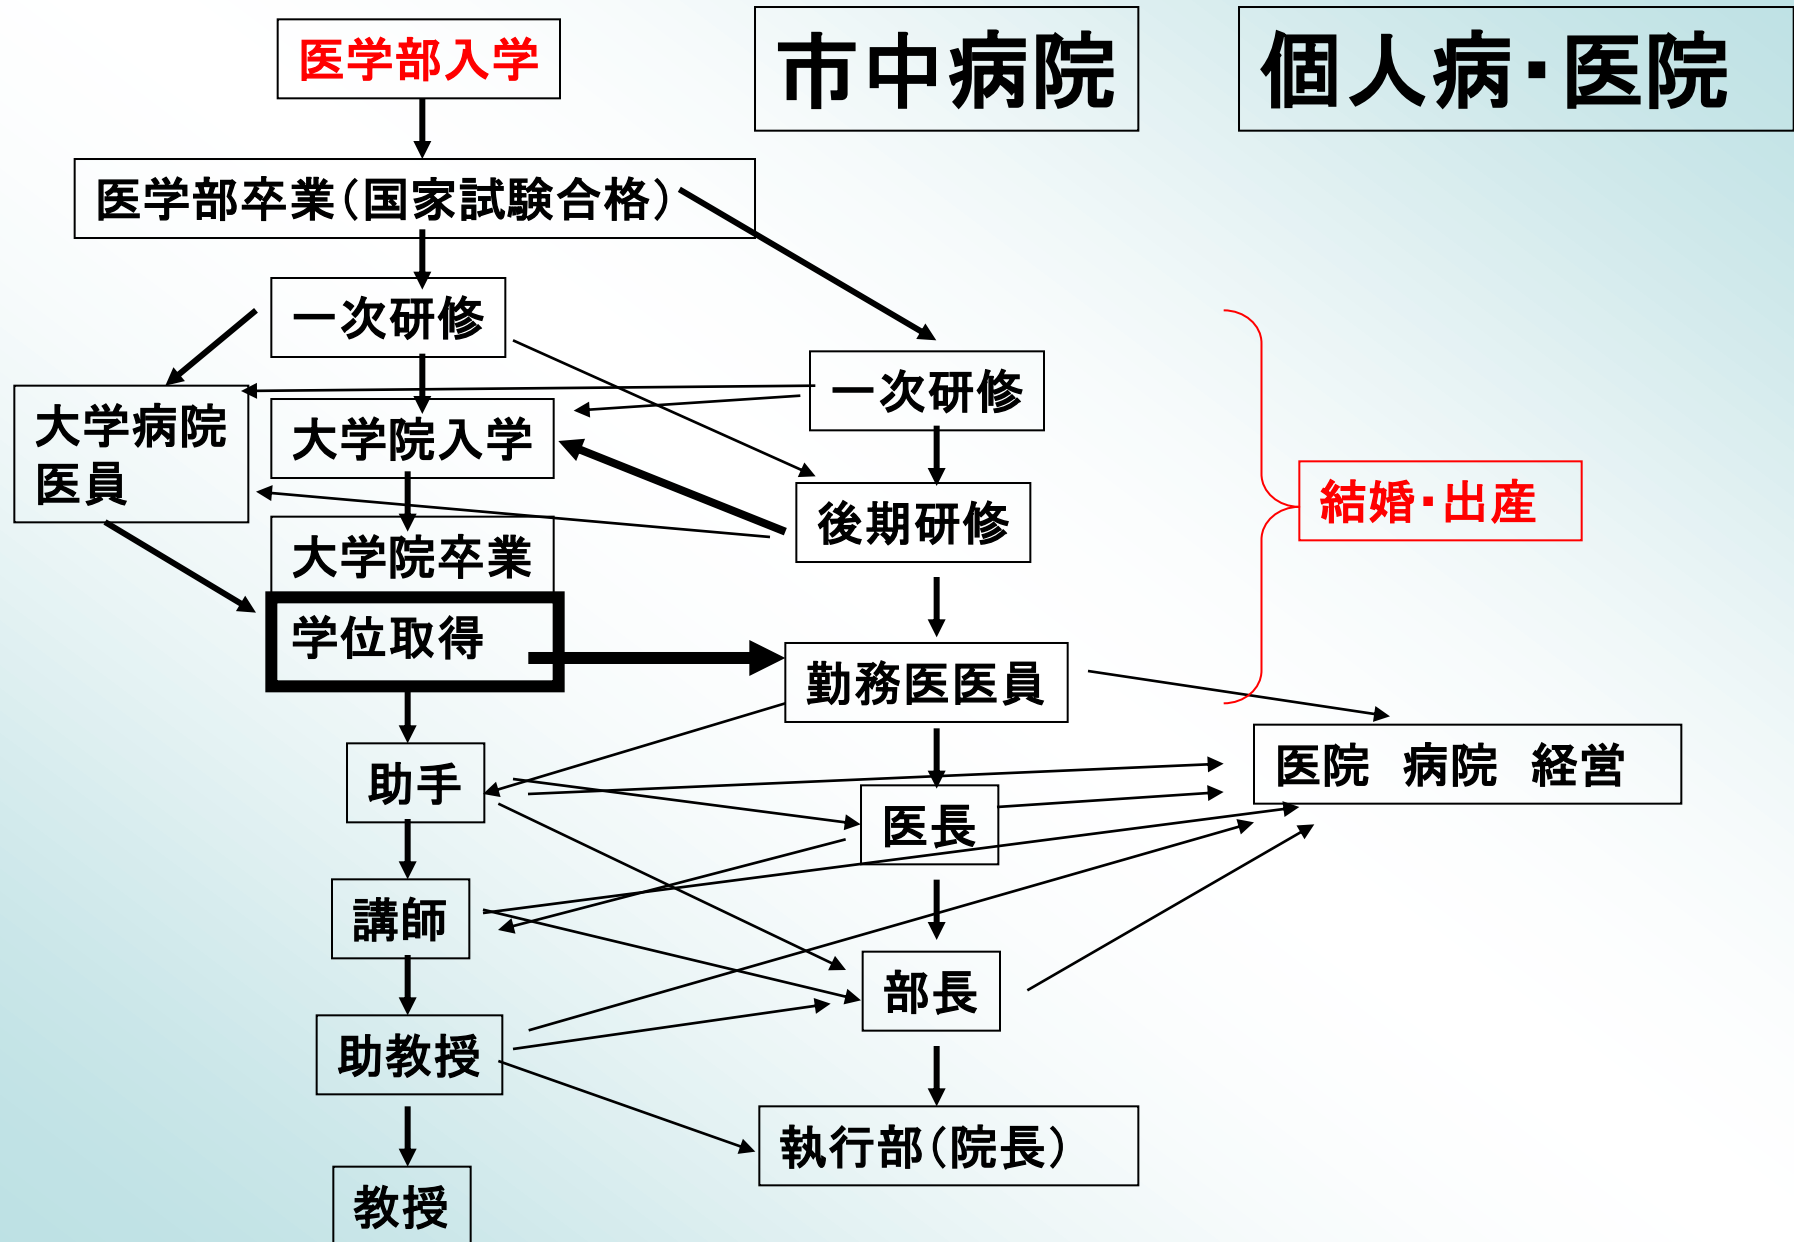 医学部入学
市中病院
個人病・医院
医学部卒業（国家試験合格）
一次研修
一次研修
大学病院
医員
大学院入学
後期研修
結婚・出産
大学院卒業
学位取得
勤務医医員
助手
医院　病院　経営
医長
講師
部長
助教授
執行部（院長）
教授